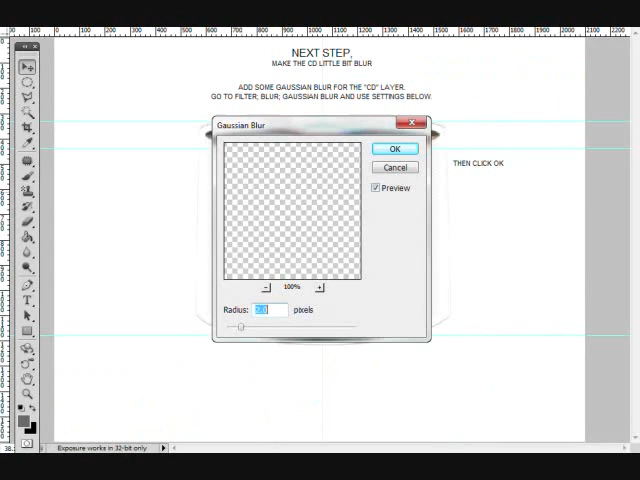 NEXT STEP,
MAKE THE CD LITTLE BIT BLUR
ADD SOME GAUSSIAN BLUR FOR THE "CD" LAYER.
GO TO FILTER; BLUR; GAUSSIAN BLUR AND USE SETTINGS BELOW.
Gaussian Blur
OK
Cancel
Preview
THEN CLICK OK
100%
Radius:
pixels
Exposure works in 32-bit only